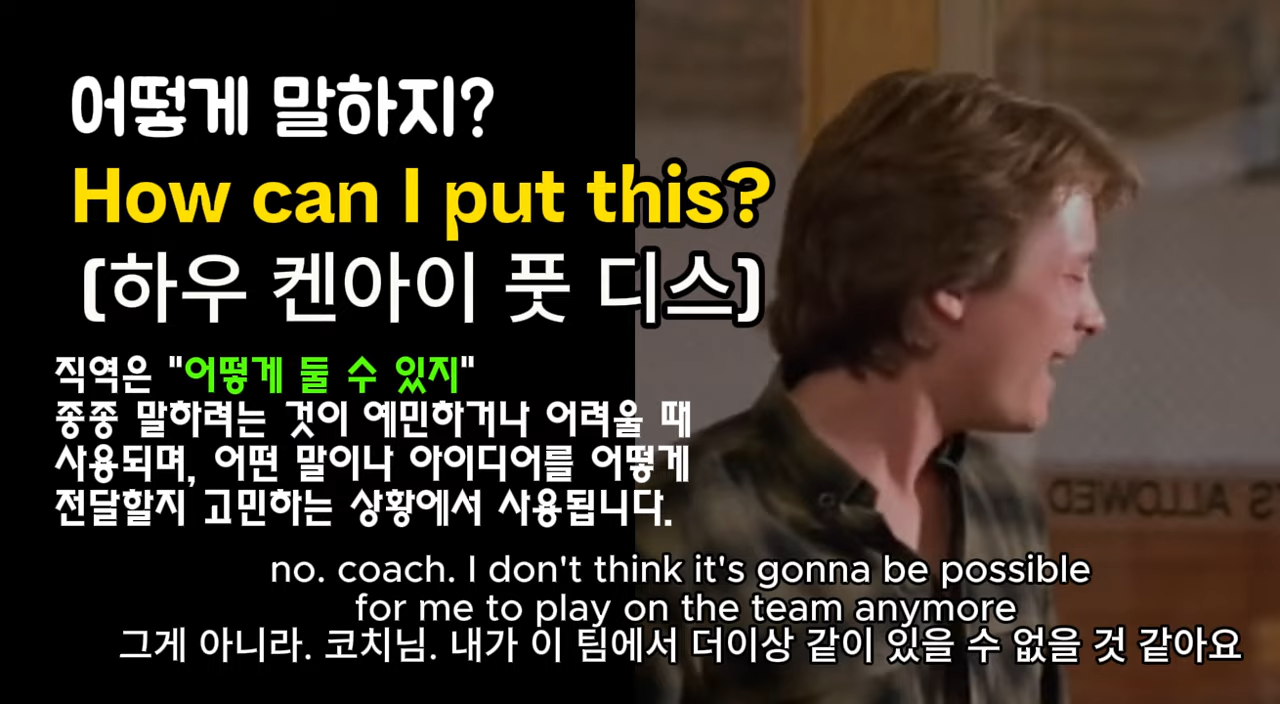 어떻게 말하지?
How can I put this?
(하우 켄아이 풋 디스)
직역은 "어떻게 둘 수 있지"
종종 말하려는 것이 예민하거나 어려울 때
사용되며, 어떤 말이나 아이디어를 어떻게
전달할지 고민하는 상황에서 사용됩니다.
S ALLOWED
no. coach. I don't think it's gonna be possible
for me to play on the team anymore
그게 아니라. 코치님. 내가 이 팀에서 더이상 같이 있을 수 없을 것 같아요